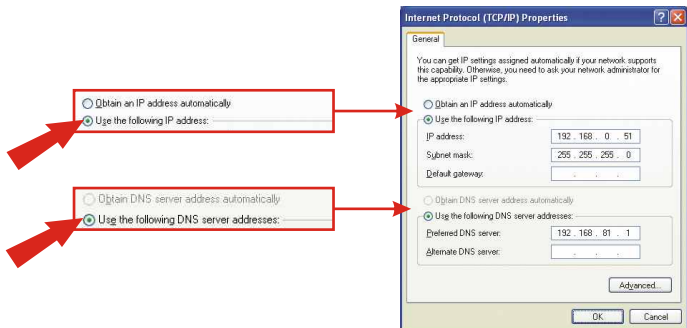 Obtain an IP address automatically
Use the following IP address:
Obtain DNS server address automatically
Use the following DNS server addresses:
Internet Protocol (TCP/IP) Properties
General
You can get IP settings assigned automatically if your network supports
this capability. Otherwise, you need to ask your network administrator for
the appropriate IP settings.
Obtain an IP address automatically
Use the following IP address:
IP address: 192 . 168 . 0 . 51
Subnet mask: 255 . 255 . 255 . 0
Default gateway: . . .
Obtain DNS server address automatically
Use the following DNS server addresses:
Preferred DNS server: 192 . 168 . 81 . 1
Alternate DNS server: . . .
Advanced...
OK Cancel